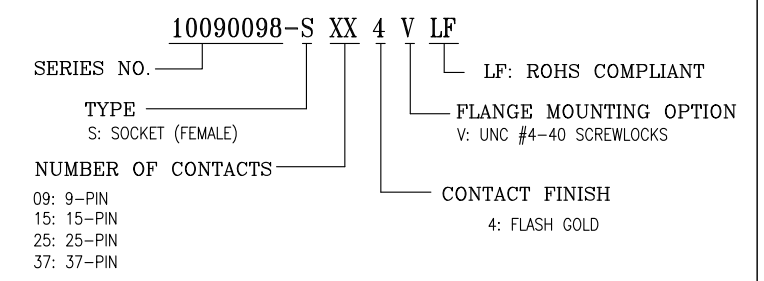 10090098-S XX 4 V LF
SERIES NO.
LF: ROHS COMPLIANT
TYPE
S: SOCKET (FEMALE)
FLANGE MOUNTING OPTION
V: UNC #4-40 SCREWLOCKS
NUMBER OF CONTACTS
09: 9-PIN
15: 15-PIN
25: 25-PIN
37: 37-PIN
CONTACT FINISH
4: FLASH GOLD